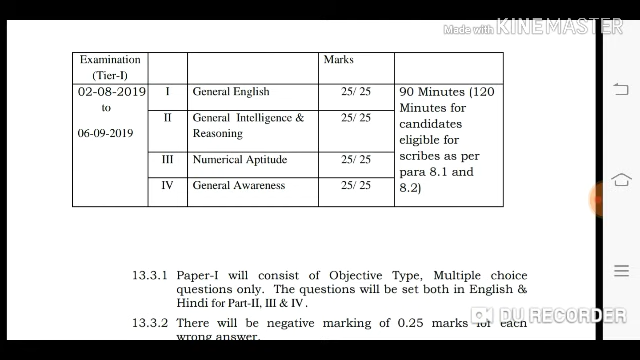 Made with KINEMASTER
Examination
(Tier-I)
Marks
02-08-2019
to
06-09-2019
I General English 25/ 25
II General Intelligence &
Reasoning
25/ 25
III Numerical Aptitude 25/ 25
IV General Awareness 25/ 25
90 Minutes (120
Minutes for
candidates
eligible for
scribes as per
para 8.1 and
8.2)
13.3.1 Paper-I will consist of Objective Type, Multiple choice
questions only. The questions will be set both in English &
Hindi for Part-II, III & IV.
13.3.2 There will be negative marking of 0.25 marks for each
wrong answer.
DU RECORDER